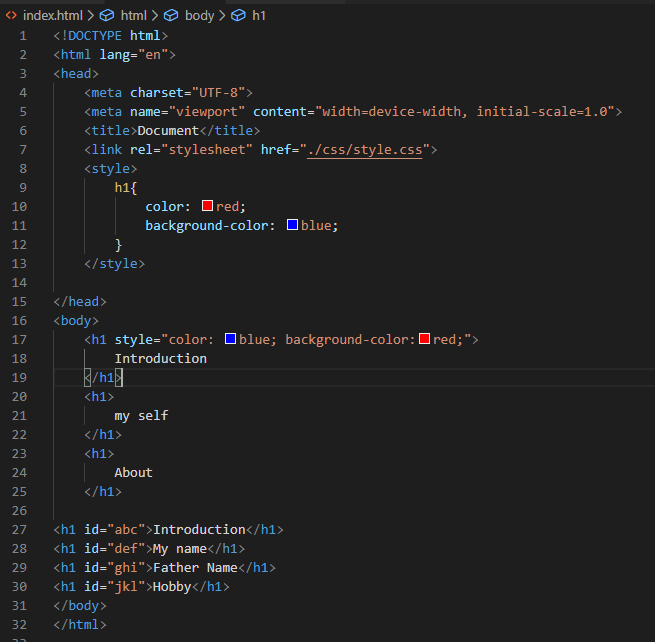 index.html > html > body > h1
1 <!DOCTYPE html>
2 <html lang="en">
3 <head>
4     <meta charset="UTF-8">
5     <meta name="viewport" content="width=device-width, initial-scale=1.0">
6     <title>Document</title>
7     <link rel="stylesheet" href="./css/style.css">
8     <style>
9         h1{
10             color: red;
11             background-color: blue;
12         }
13     </style>
14
15 </head>
16 <body>
17     <h1 style="color: blue; background-color:red;">
18         Introduction
19     </h1>
20     <h1>
21         my self
22     </h1>
23     <h1>
24         About
25     </h1>
26
27 <h1 id="abc">Introduction</h1>
28 <h1 id="def">My name</h1>
29 <h1 id="ghi">Father Name</h1>
30 <h1 id="jkl">Hobby</h1>
31 </body>
32 </html>